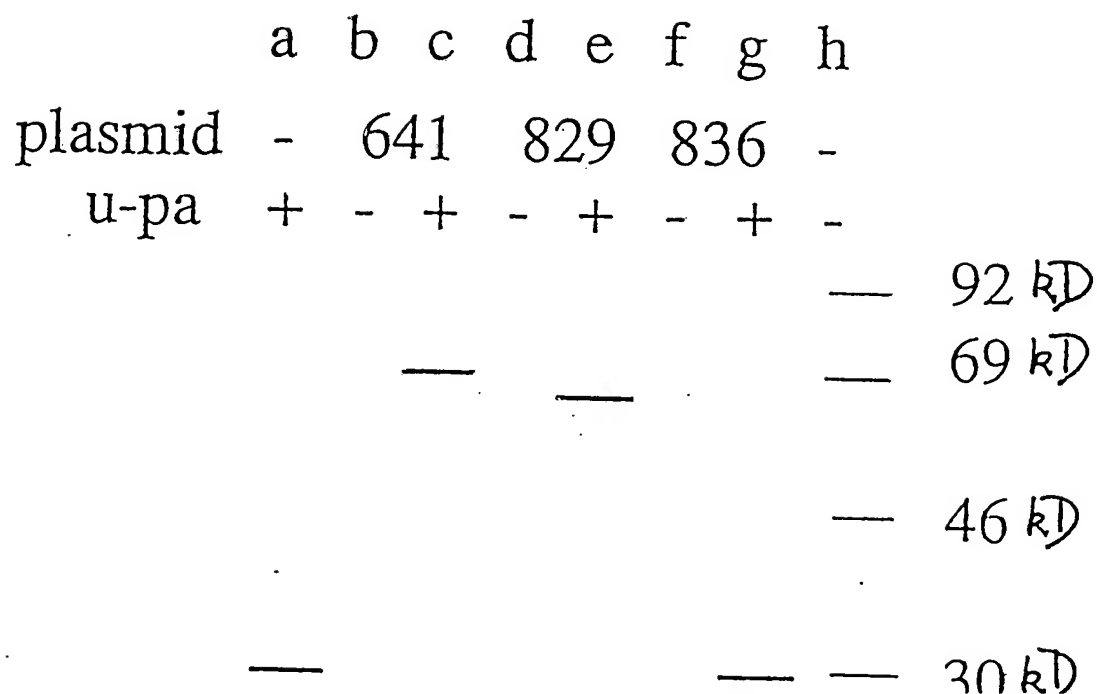 a b c d e f g h
plasmid - 641 829 836 -
u-pa + - + - + - + -
92 kD
69 kD
46 kD
30 kD